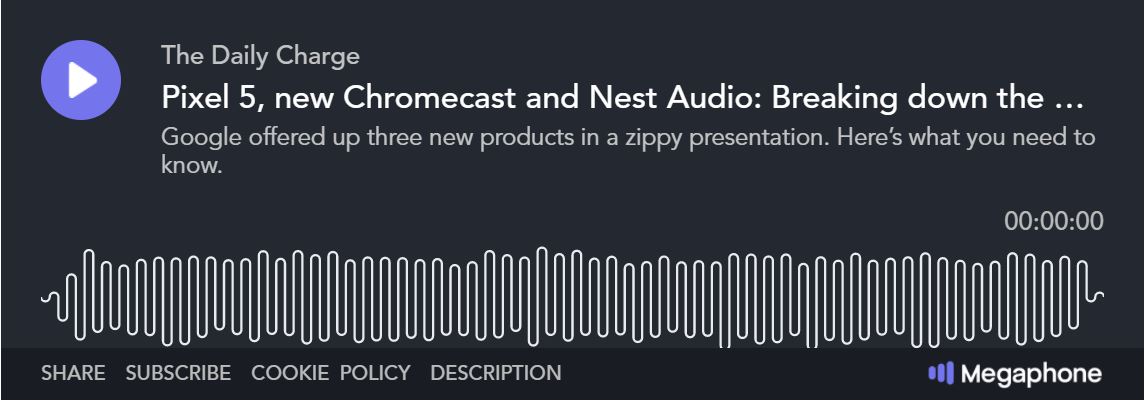 The Daily Charge
Pixel 5, new Chromecast and Nest Audio: Breaking down the ...
Google offered up three new products in a zippy presentation. Here’s what you need to
know.
00:00:00
SHARE SUBSCRIBE COOKIE POLICY DESCRIPTION
Megaphone